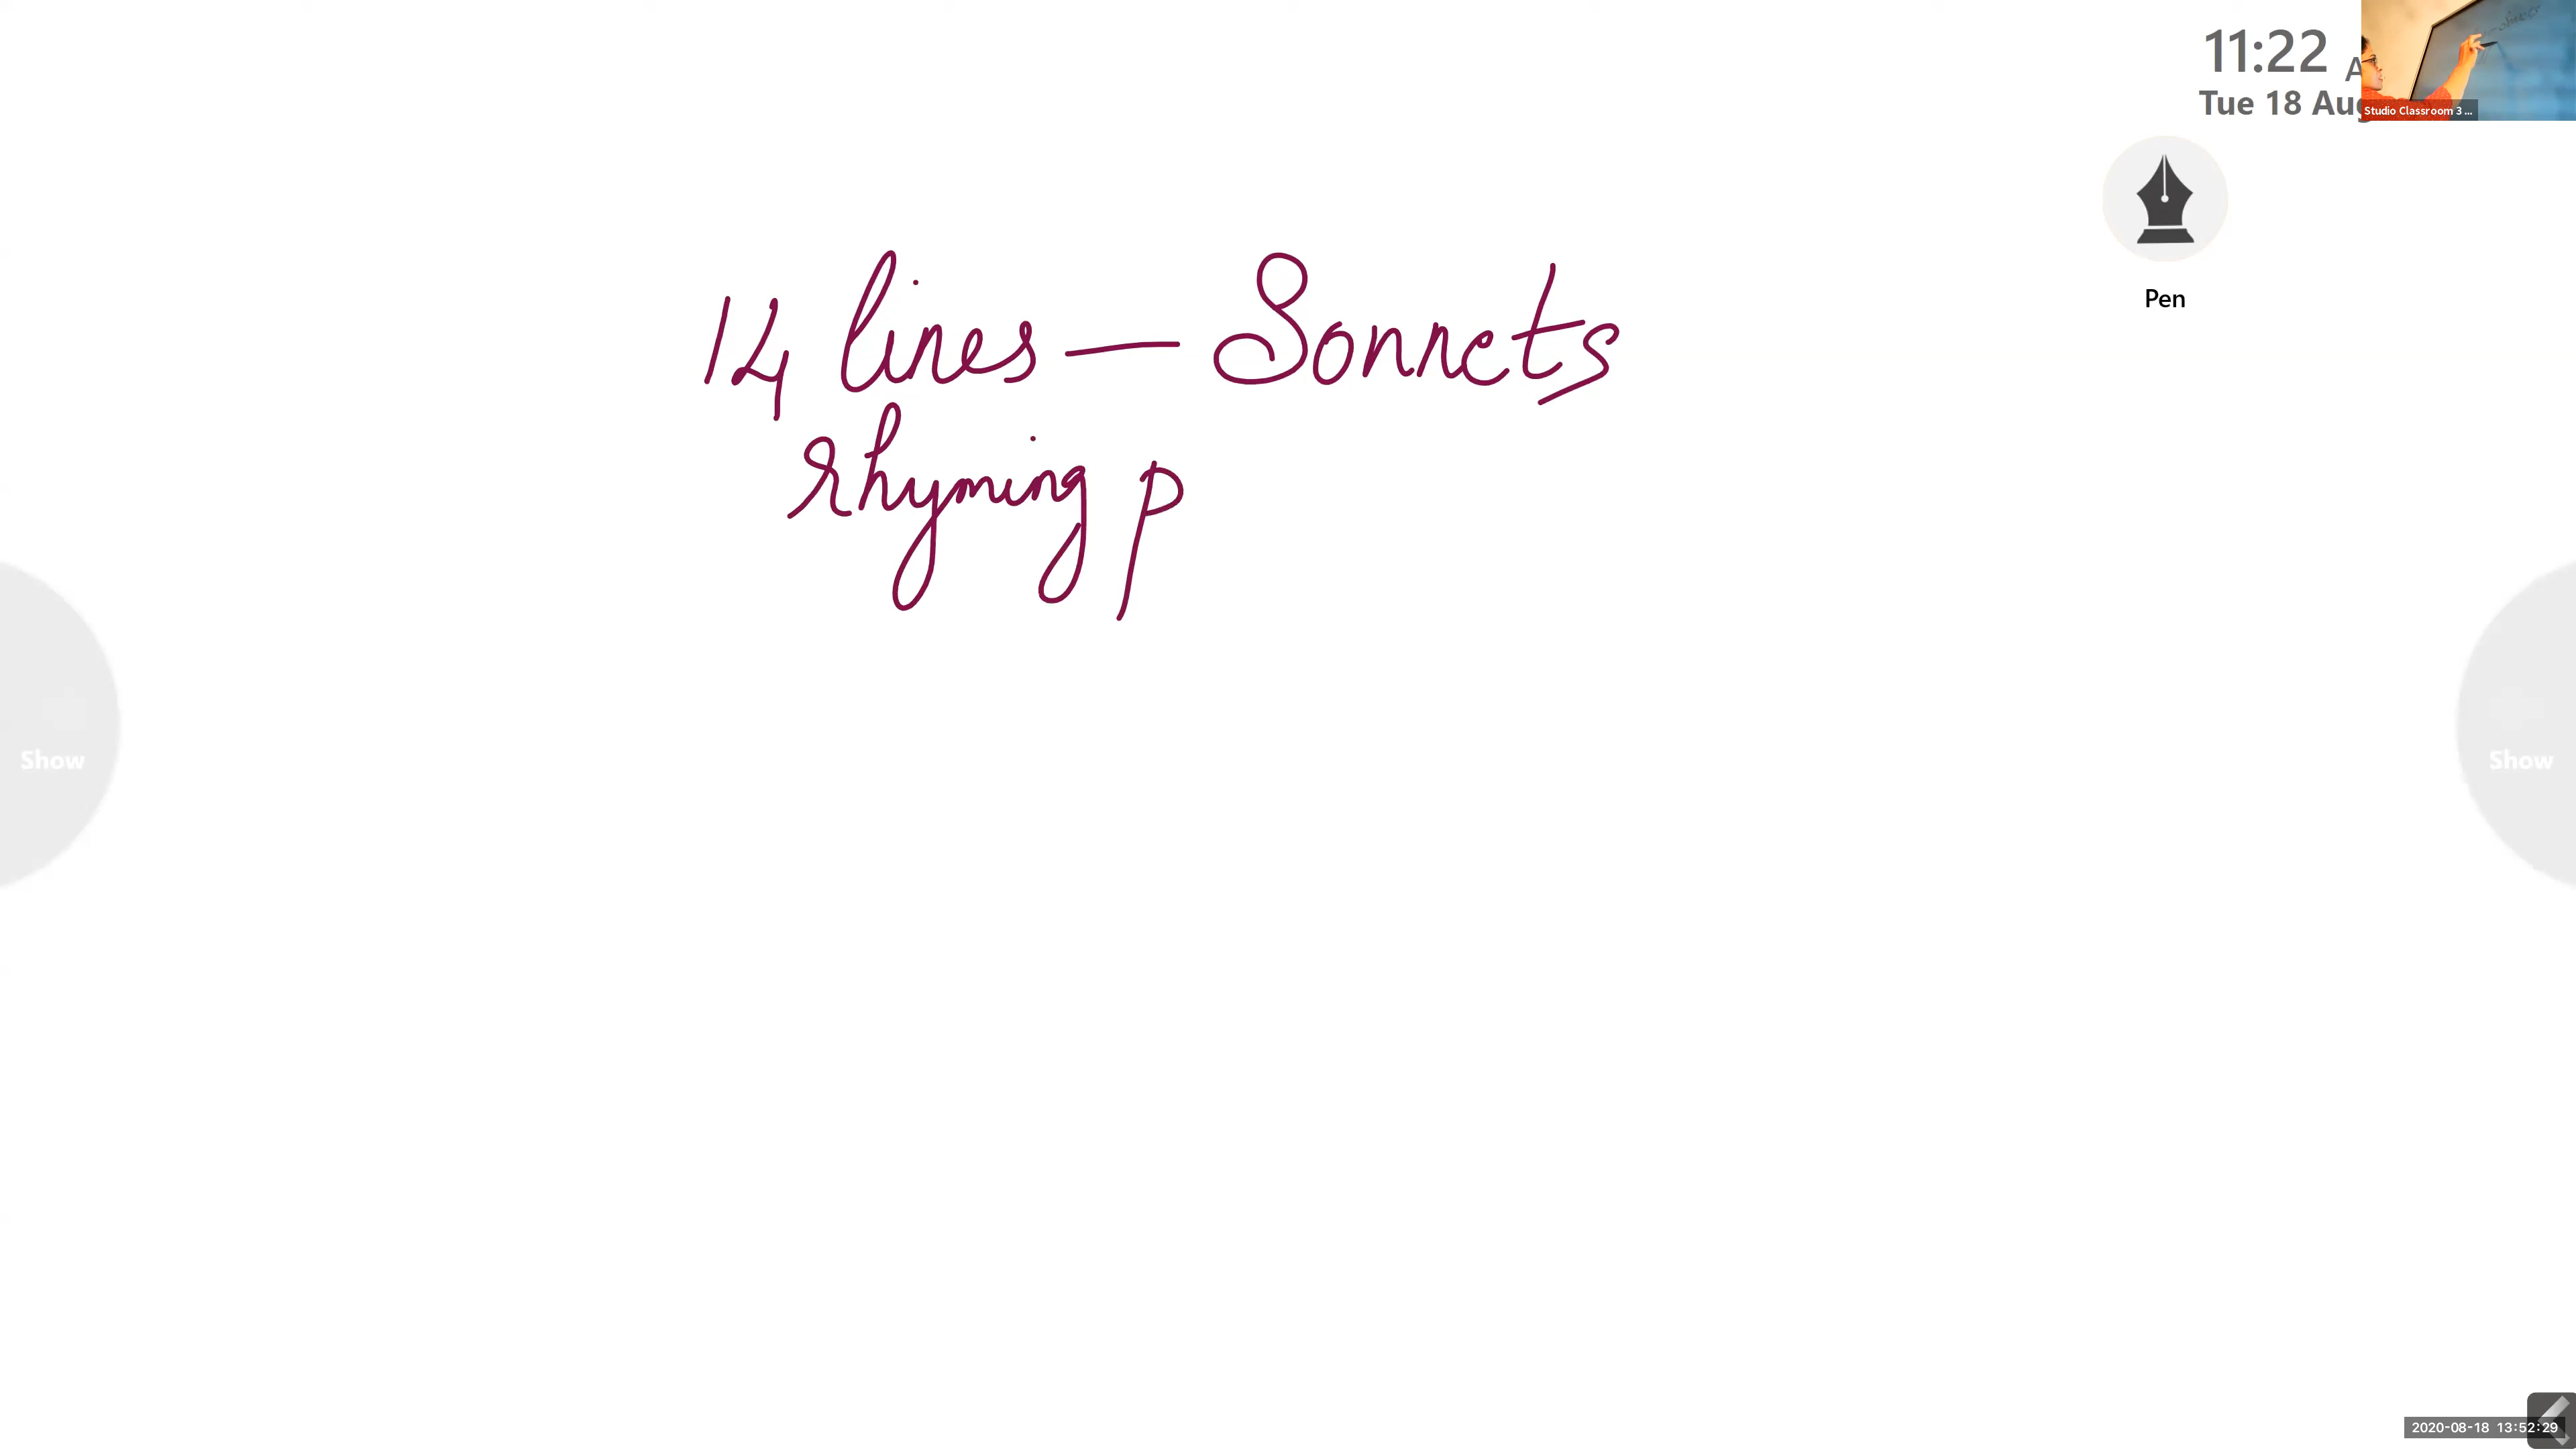 11:22 A
Tue 18 Aug
Studio Classroom 3 ...
Pen
14 lines — Sonnets
rhyming p
Show
Show
2020-08-18 13:52:29